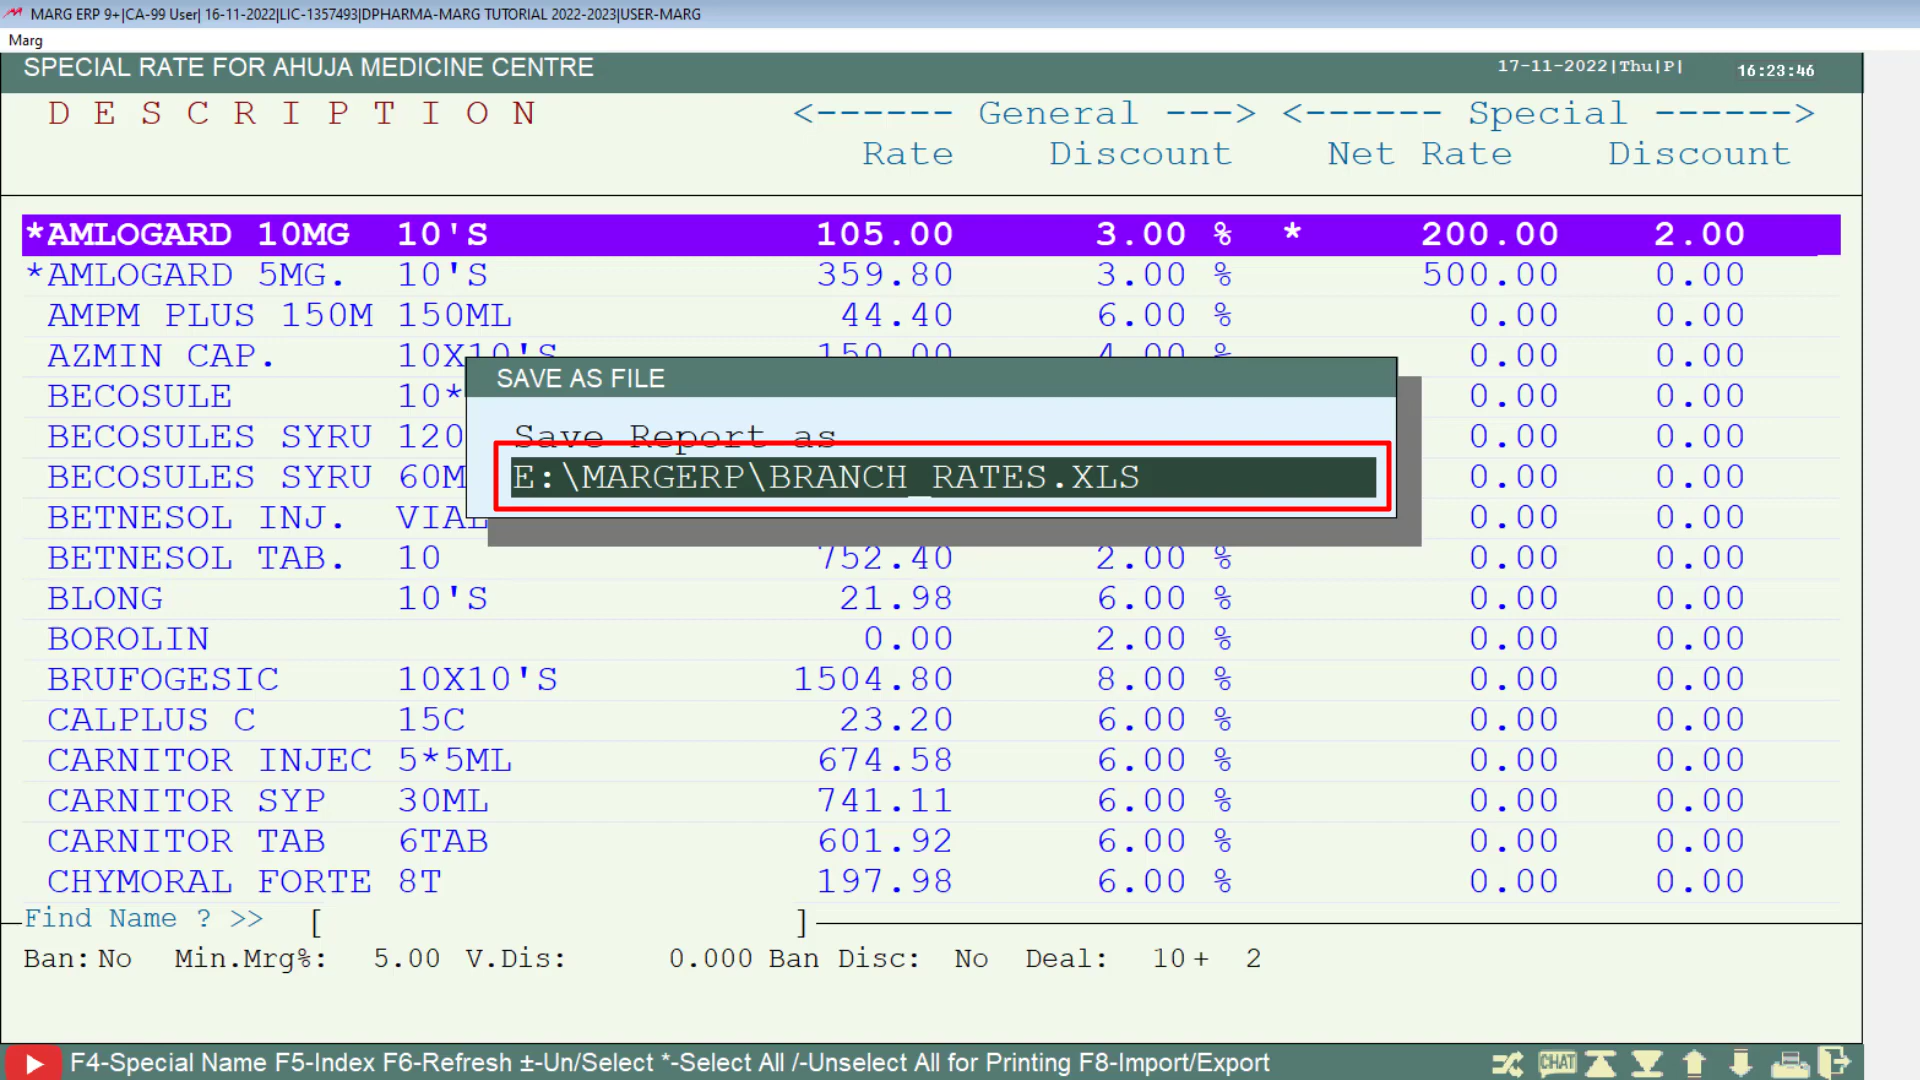 MARG ERP 9+|CA-99 User| 16-11-2022|LIC-1357493|DPHARMA-MARG TUTORIAL 2022-2023|USER-MARG
Marg
SPECIAL RATE FOR AHUJA MEDICINE CENTRE 17-11-2022|Thu|P| 16:23:46
D E S C R I P T I O N <------ General ---> <------ Special ------>
Rate Discount Net Rate Discount
*AMLOGARD 10MG 10'S 105.00 3.00 % * 200.00 2.00
*AMLOGARD 5MG. 10'S 359.80 3.00 % 500.00 0.00
AMPM PLUS 150M 150ML 44.40 6.00 % 0.00 0.00
AZMIN CAP. 10X10'S 150.00 4.00 % 0.00 0.00
SAVE AS FILE
Save Report as
E:\MARGERP\BRANCH_RATES.XLS
BECOSULE 10* 0.00 0.00
BECOSULES SYRU 120 0.00 0.00
BECOSULES SYRU 60M 0.00 0.00
BETNESOL INJ. VIAL 0.00 0.00
BETNESOL TAB. 10 752.40 2.00 % 0.00 0.00
BLONG 10'S 21.98 6.00 % 0.00 0.00
BOROLIN 0.00 2.00 % 0.00 0.00
BRUFOGESIC 10X10'S 1504.80 8.00 % 0.00 0.00
CALPLUS C 15C 23.20 6.00 % 0.00 0.00
CARNITOR INJEC 5*5ML 674.58 6.00 % 0.00 0.00
CARNITOR SYP 30ML 741.11 6.00 % 0.00 0.00
CARNITOR TAB 6TAB 601.92 6.00 % 0.00 0.00
CHYMORAL FORTE 8T 197.98 6.00 % 0.00 0.00
Find Name ? >> [ ]
Ban: No Min.Mrg%: 5.00 V.Dis: 0.000 Ban Disc: No Deal: 10+ 2
F4-Special Name F5-Index F6-Refresh ±-Un/Select *-Select All /-Unselect All for Printing F8-Import/Export CHAT